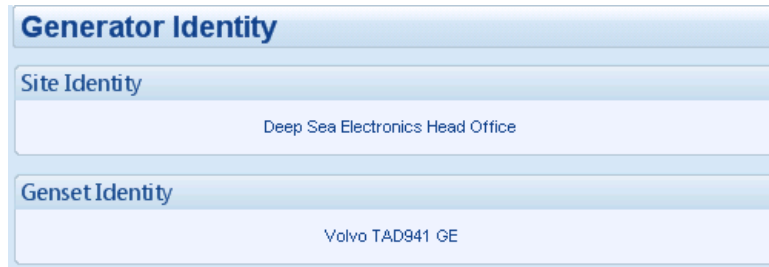 Generator Identity
Site Identity
Deep Sea Electronics Head Office
Genset Identity
Volvo TAD941 GE